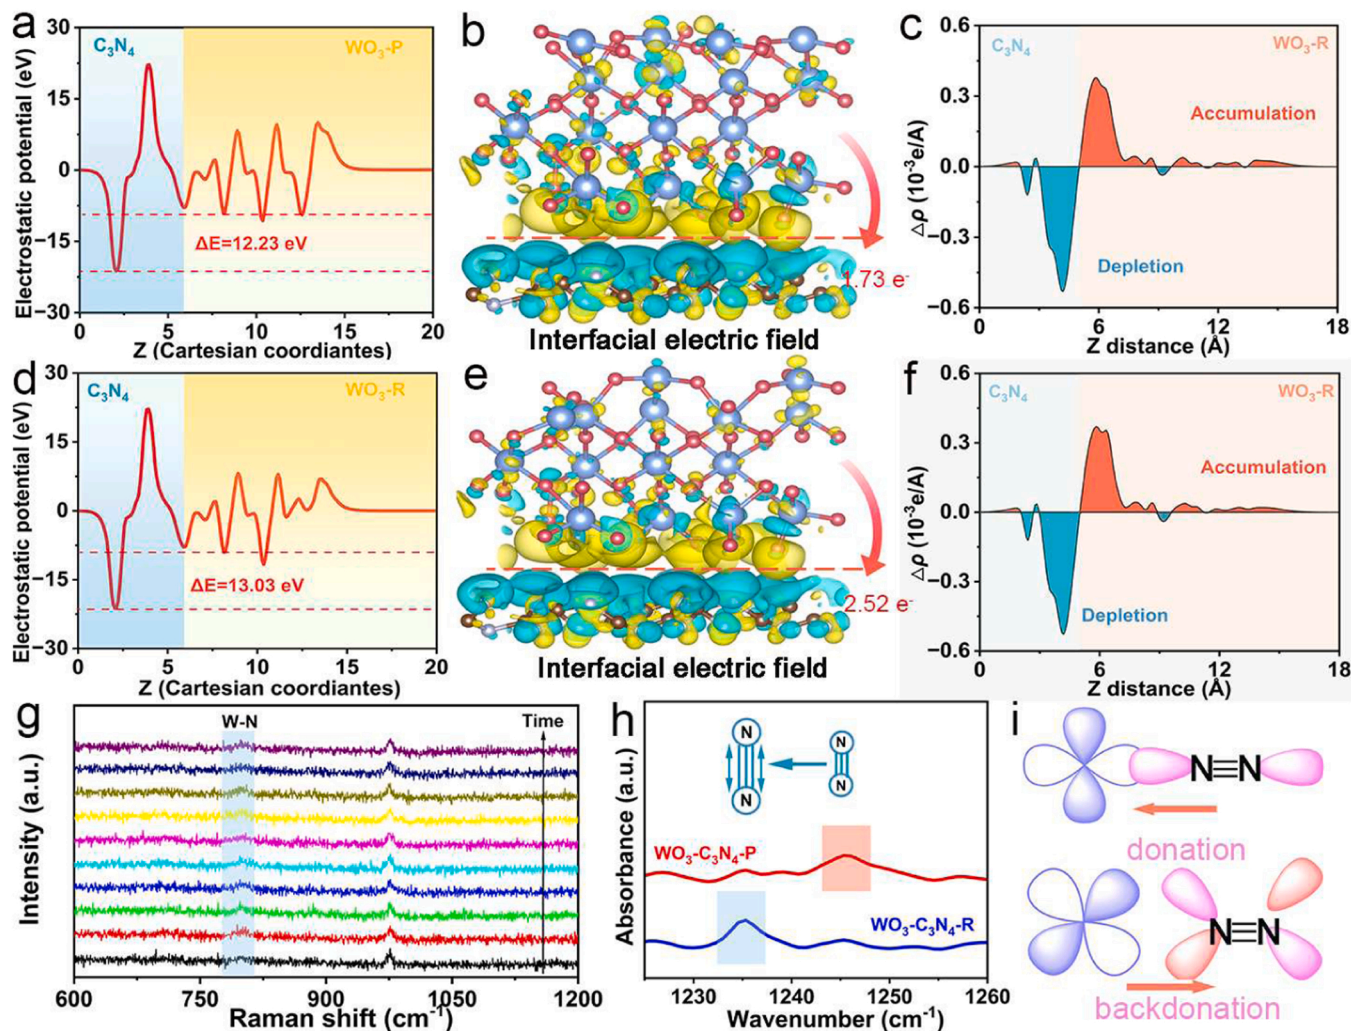 a
Electrostatic potential (eV)
30
15
0
−15
−30
C₃N₄
WO₃-P
ΔE=12.23 eV
0 5 10 15 20
Z (Cartesian coordiantes)
b
1.73 e⁻
Interfacial electric field
c
Δρ (10⁻³e/A)
0.6
0.3
0.0
−0.3
−0.6
C₃N₄
WO₃-R
Accumulation
Depletion
0 6 12 18
Z distance (Å)
d
Electrostatic potential (eV)
30
15
0
−15
−30
C₃N₄
WO₃-R
ΔE=13.03 eV
0 5 10 15 20
Z (Cartesian coordiantes)
e
2.52 e⁻
Interfacial electric field
f
Δρ (10⁻³e/A)
0.6
0.3
0.0
−0.3
−0.6
C₃N₄
WO₃-R
Accumulation
Depletion
0 6 12 18
Z distance (Å)
g
Intensity (a.u.)
W-N
Time
600 750 900 1050 1200
Raman shift (cm⁻¹)
h
Absorbance (a.u.)
N
N
N
N
WO₃-C₃N₄-P
WO₃-C₃N₄-R
1230 1240 1250 1260
Wavenumber (cm⁻¹)
i
N≡N
donation
N≡N
backdonation